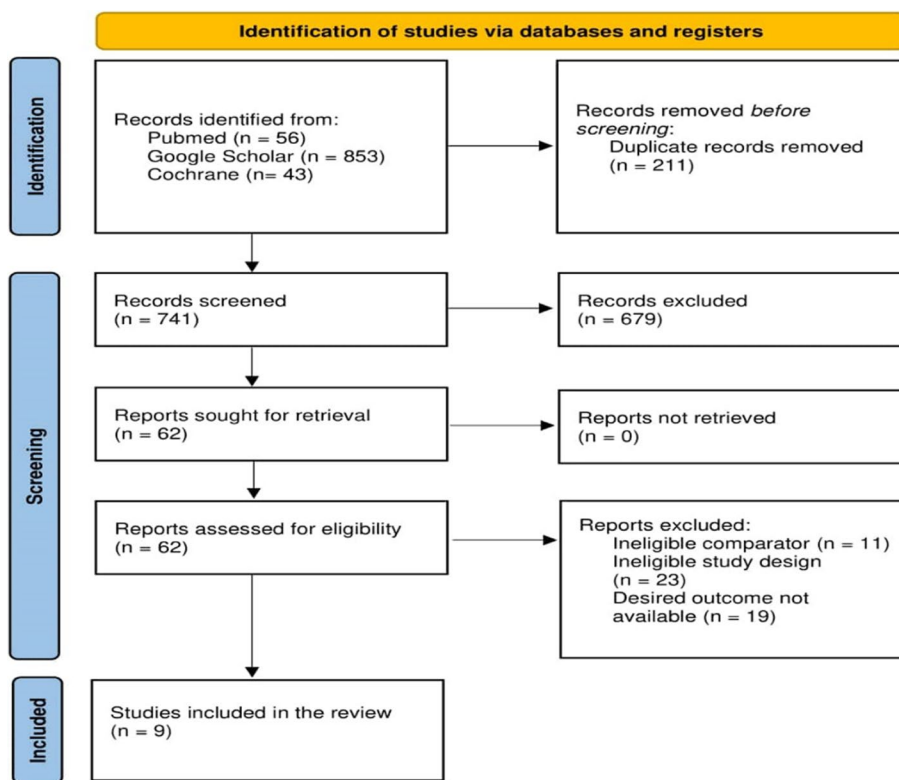 Identification of studies via databases and registers
Identification
Records identified from:
Pubmed (n = 56)
Google Scholar (n = 853)
Cochrane (n= 43)
Records removed before
screening:
Duplicate records removed
(n = 211)
Screening
Records screened
(n = 741)
Records excluded
(n = 679)
Reports sought for retrieval
(n = 62)
Reports not retrieved
(n = 0)
Reports assessed for eligibility
(n = 62)
Reports excluded:
Ineligible comparator (n = 11)
Ineligible study design
(n = 23)
Desired outcome not
available (n = 19)
Included
Studies included in the review
(n = 9)